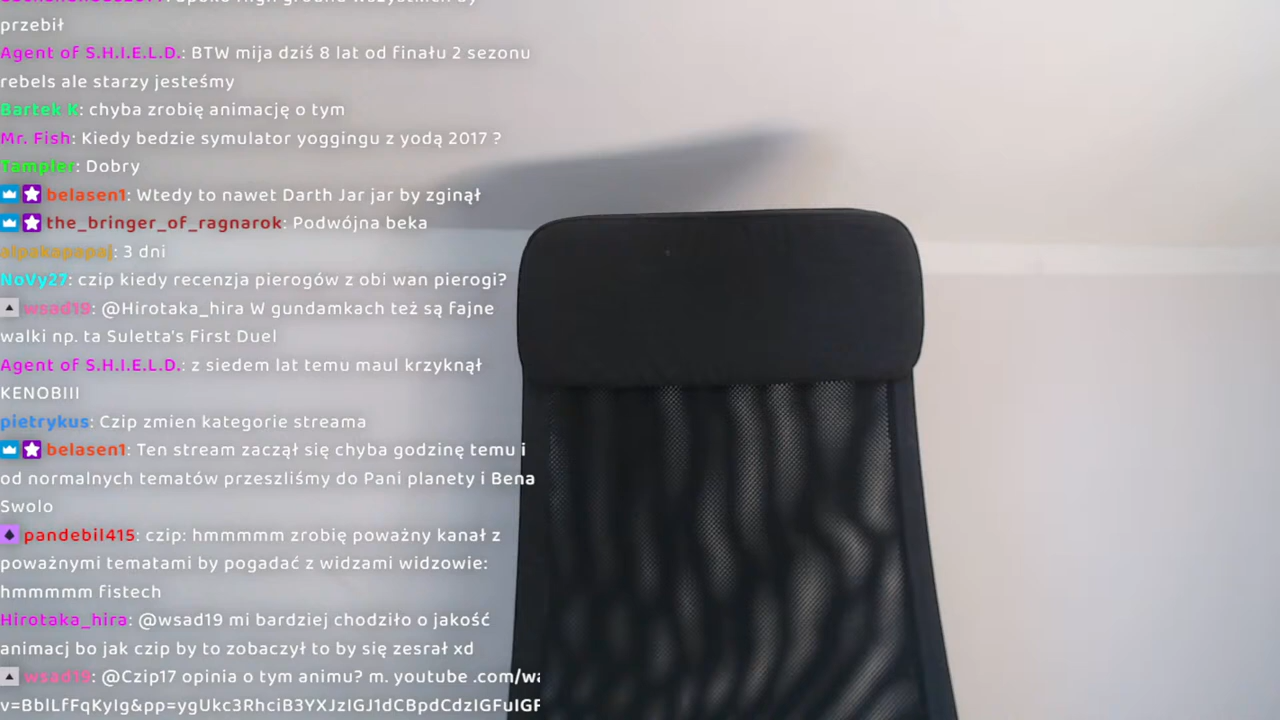 przebił
Agent of S.H.I.E.L.D.: BTW mija dziś 8 lat od finału 2 sezonu
rebels ale starzy jesteśmy
Bartek K: chyba zrobię animację o tym
Mr. Fish: Kiedy bedzie symulator yoggingu z yodą 2017 ?
Tampler: Dobry
belasen1: Wtedy to nawet Darth Jar jar by zginął
the_bringer_of_ragnarok: Podwójna beka
alpakapapaj: 3 dni
NoVy27: czip kiedy recenzja pierogów z obi wan pierogi?
wsad19: @Hirotaka_hira W gundamkach też są fajne
walki np. ta Suletta's First Duel
Agent of S.H.I.E.L.D.: z siedem lat temu maul krzyknął
KENOBIII
pietrykus: Czip zmien kategorie streama
belasen1: Ten stream zaczął się chyba godzinę temu i
od normalnych tematów przeszliśmy do Pani planety i Bena
Swolo
pandebil415: czip: hmmmmm zrobię poważny kanał z
poważnymi tematami by pogadać z widzami widzowie:
hmmmmm fistech
Hirotaka_hira: @wsad19 mi bardziej chodziło o jakość
animacj bo jak czip by to zobaczył to by się zesrał xd
wsad19: @Czip17 opinia o tym animu? m. youtube .com/wa